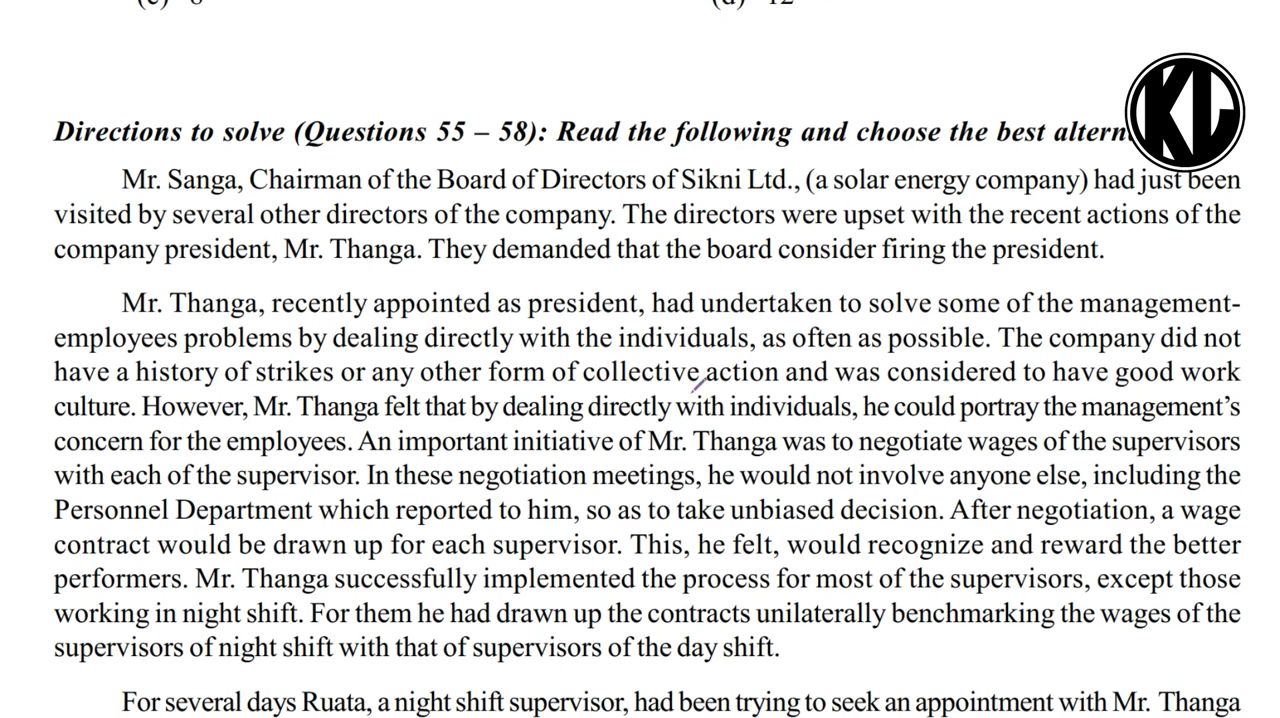 (d) 12
KL
Directions to solve (Questions 55 – 58): Read the following and choose the best
Mr. Sanga, Chairman of the Board of Directors of Sikni Ltd., (a solar energy company) had just been
visited by several other directors of the company. The directors were upset with the recent actions of the
company president, Mr. Thanga. They demanded that the board consider firing the president.
Mr. Thanga, recently appointed as president, had undertaken to solve some of the management-
employees problems by dealing directly with the individuals, as often as possible. The company did not
have a history of strikes or any other form of collective action and was considered to have good work
culture. However, Mr. Thanga felt that by dealing directly with individuals, he could portray the management’s
concern for the employees. An important initiative of Mr. Thanga was to negotiate wages of the supervisors
with each of the supervisor. In these negotiation meetings, he would not involve anyone else, including the
Personnel Department which reported to him, so as to take unbiased decision. After negotiation, a wage
contract would be drawn up for each supervisor. This, he felt, would recognize and reward the better
performers. Mr. Thanga successfully implemented the process for most of the supervisors, except those
working in night shift. For them he had drawn up the contracts unilaterally benchmarking the wages of the
supervisors of night shift with that of supervisors of the day shift.
For several days Ruata, a night shift supervisor, had been trying to seek an appointment with Mr. Thanga